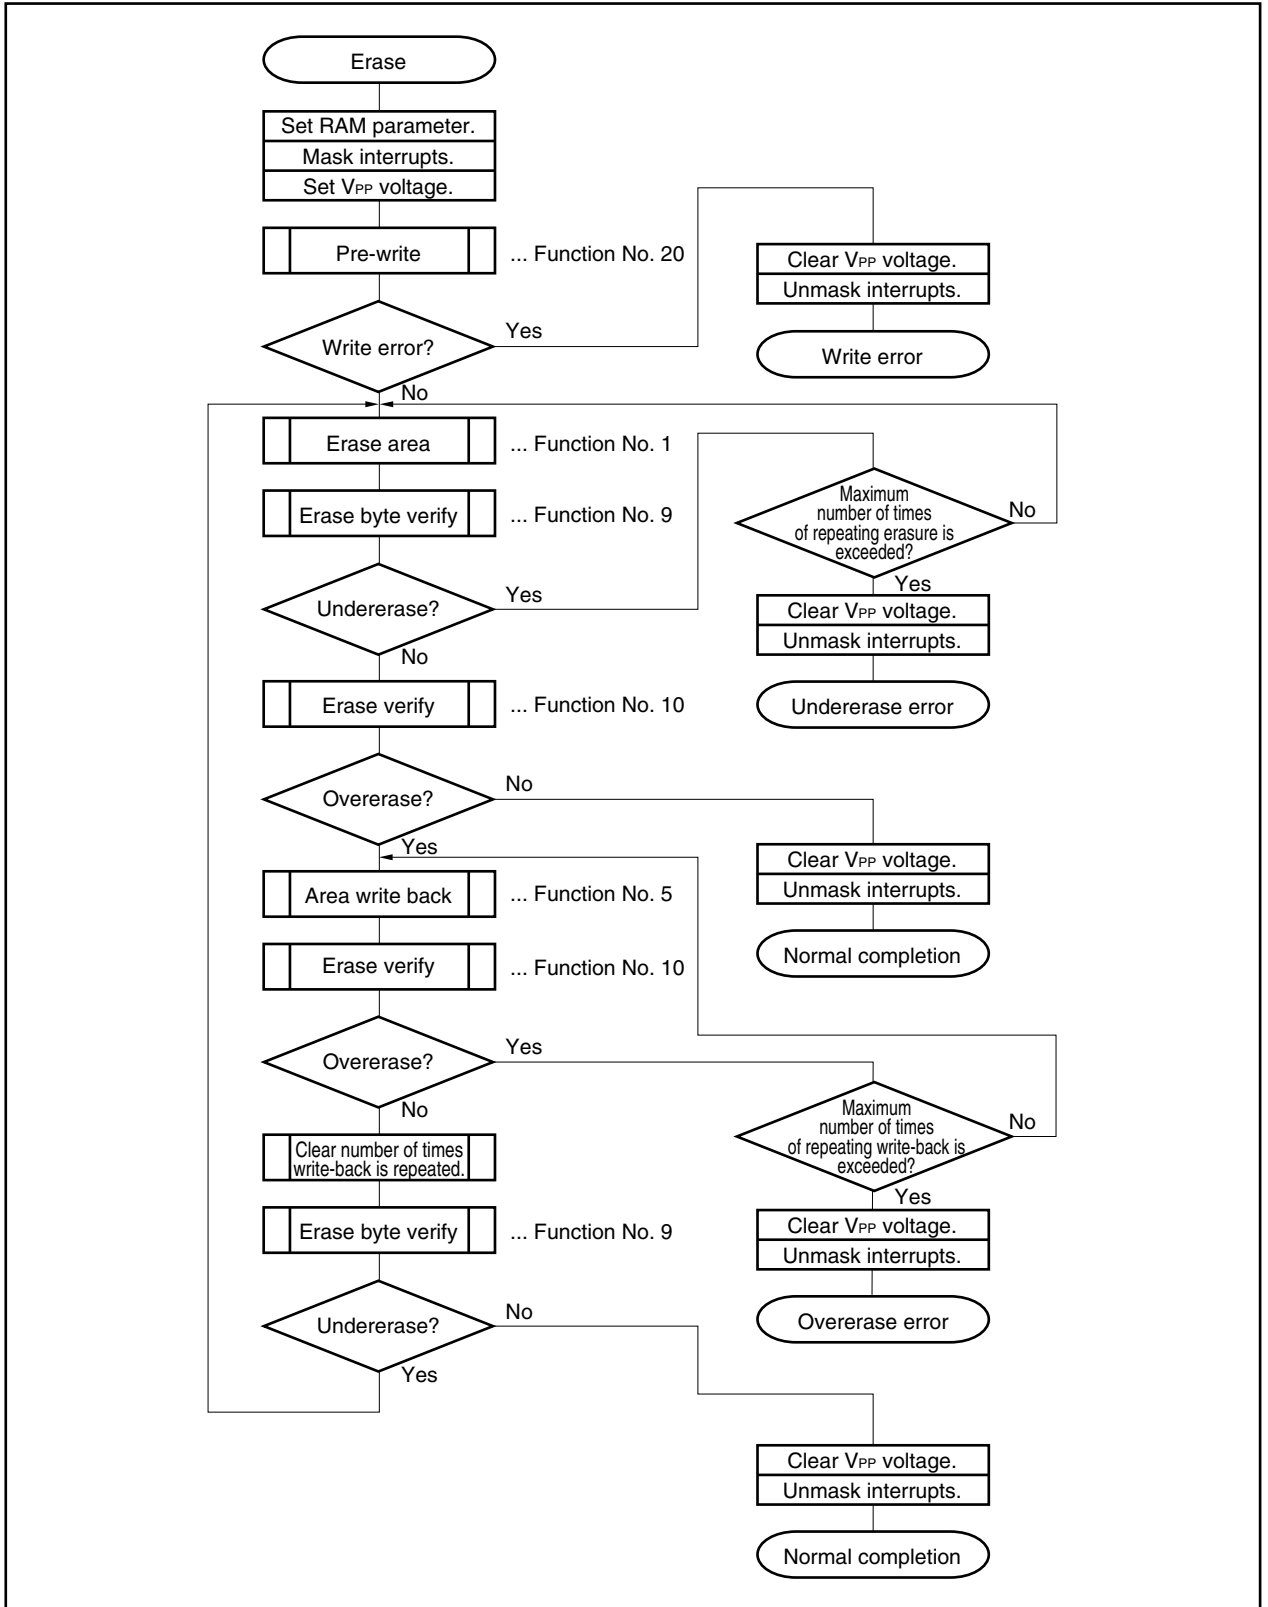 Erase
Set RAM parameter.
Mask interrupts.
Set VPP voltage.
Pre-write
... Function No. 20
Clear VPP voltage.
Unmask interrupts.
Write error?
Yes
Write error
No
Erase area
... Function No. 1
Erase byte verify
... Function No. 9
Maximum
number of times
of repeating erasure is
exceeded?
No
Yes
Undererase?
Yes
Clear VPP voltage.
Unmask interrupts.
No
Erase verify
... Function No. 10
Undererase error
Overerase?
No
Yes
Clear VPP voltage.
Unmask interrupts.
Area write back
... Function No. 5
Normal completion
Erase verify
... Function No. 10
Overerase?
Yes
No
Maximum
number of times
of repeating write-back is
exceeded?
No
Yes
Clear number of times
write-back is repeated.
Clear VPP voltage.
Unmask interrupts.
Erase byte verify
... Function No. 9
Overerase error
Undererase?
No
Yes
Clear VPP voltage.
Unmask interrupts.
Normal completion